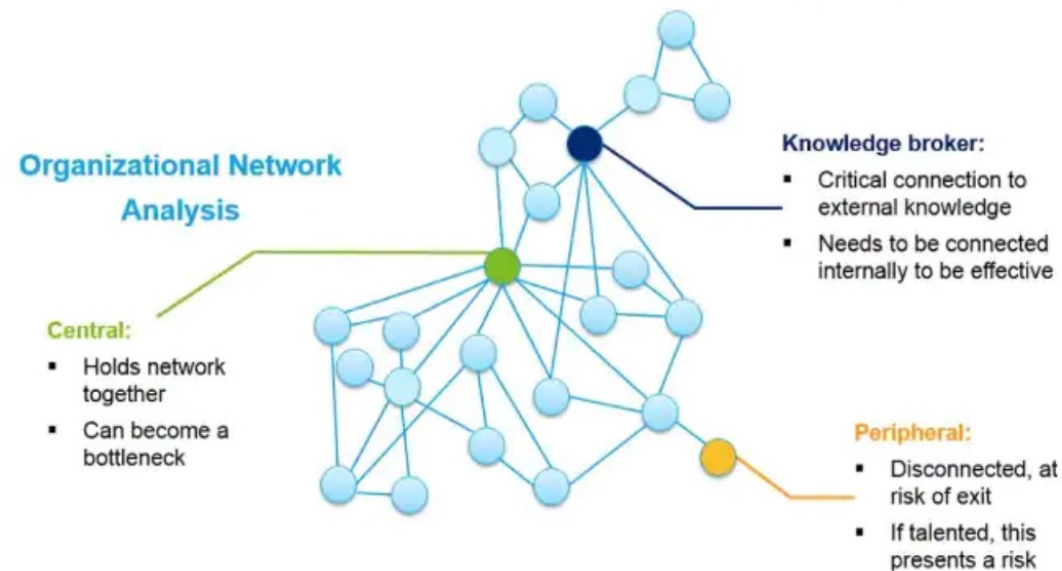 Organizational Network
Analysis
Knowledge broker:
▪ Critical connection to
external knowledge
▪ Needs to be connected
internally to be effective
Central:
▪ Holds network
together
▪ Can become a
bottleneck
Peripheral:
▪ Disconnected, at
risk of exit
▪ If talented, this
presents a risk